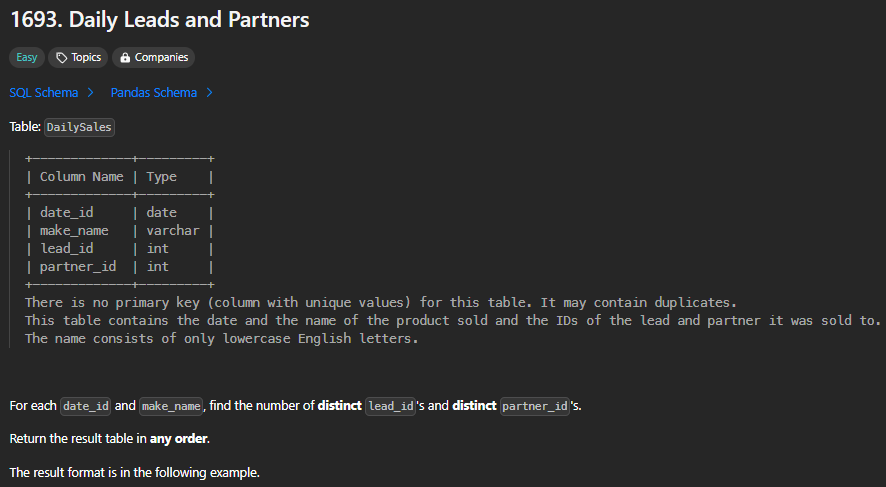 1693. Daily Leads and Partners
Easy Topics Companies
SQL Schema > Pandas Schema >
Table: DailySales
+-------------+---------+
| Column Name | Type    |
+-------------+---------+
| date_id     | date    |
| make_name   | varchar |
| lead_id     | int     |
| partner_id  | int     |
+-------------+---------+
There is no primary key (column with unique values) for this table. It may contain duplicates.
This table contains the date and the name of the product sold and the IDs of the lead and partner it was sold to.
The name consists of only lowercase English letters.
For each date_id and make_name, find the number of distinct lead_id's and distinct partner_id's.
Return the result table in any order.
The result format is in the following example.